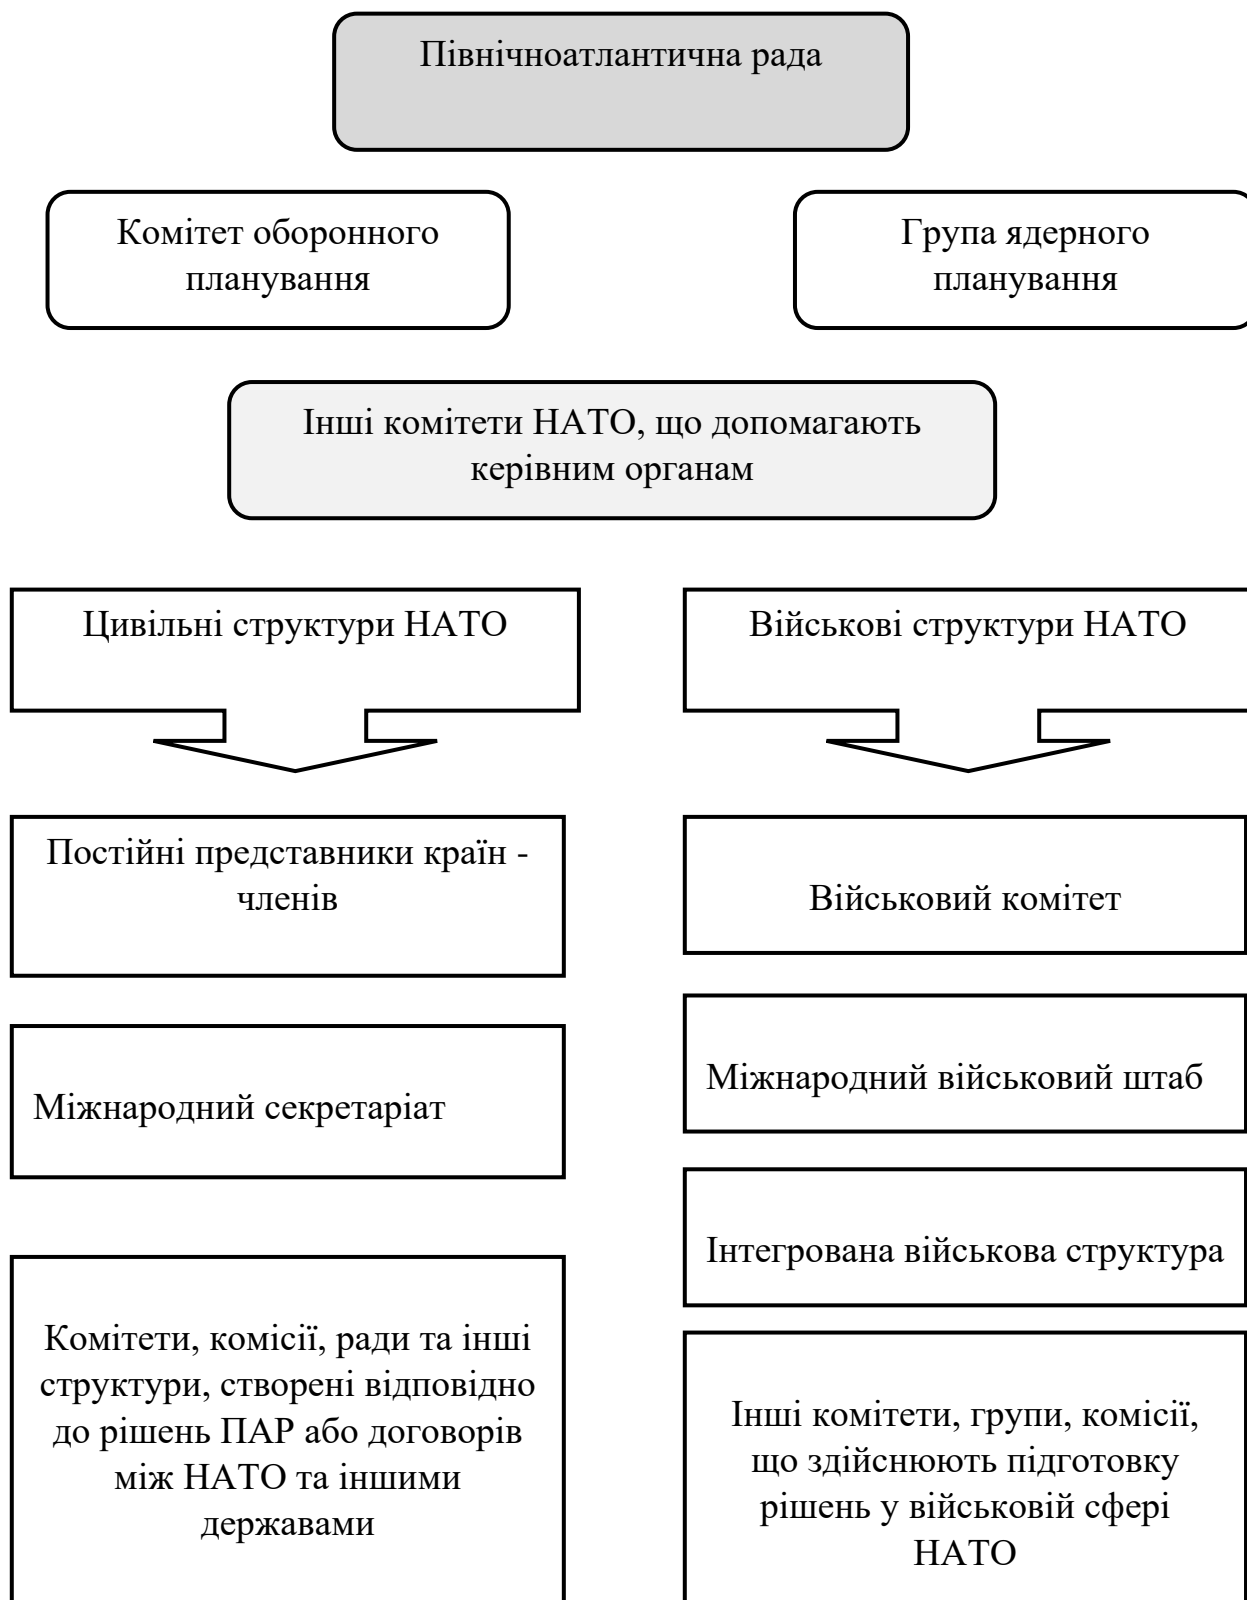 Північноатлантична рада
Комітет оборонного
планування
Група ядерного
планування
Інші комітети НАТО, що допомагають
керівним органам
Цивільні структури НАТО
Військові структури НАТО
Постійні представники країн -
членів
Військовий комітет
Міжнародний секретаріат
Міжнародний військовий штаб
Інтегрована військова структура
Комітети, комісії, ради та інші
структури, створені відповідно
до рішень ПАР або договорів
між НАТО та іншими
державами
Інші комітети, групи, комісії,
що здійснюють підготовку
рішень у військовій сфері
НАТО